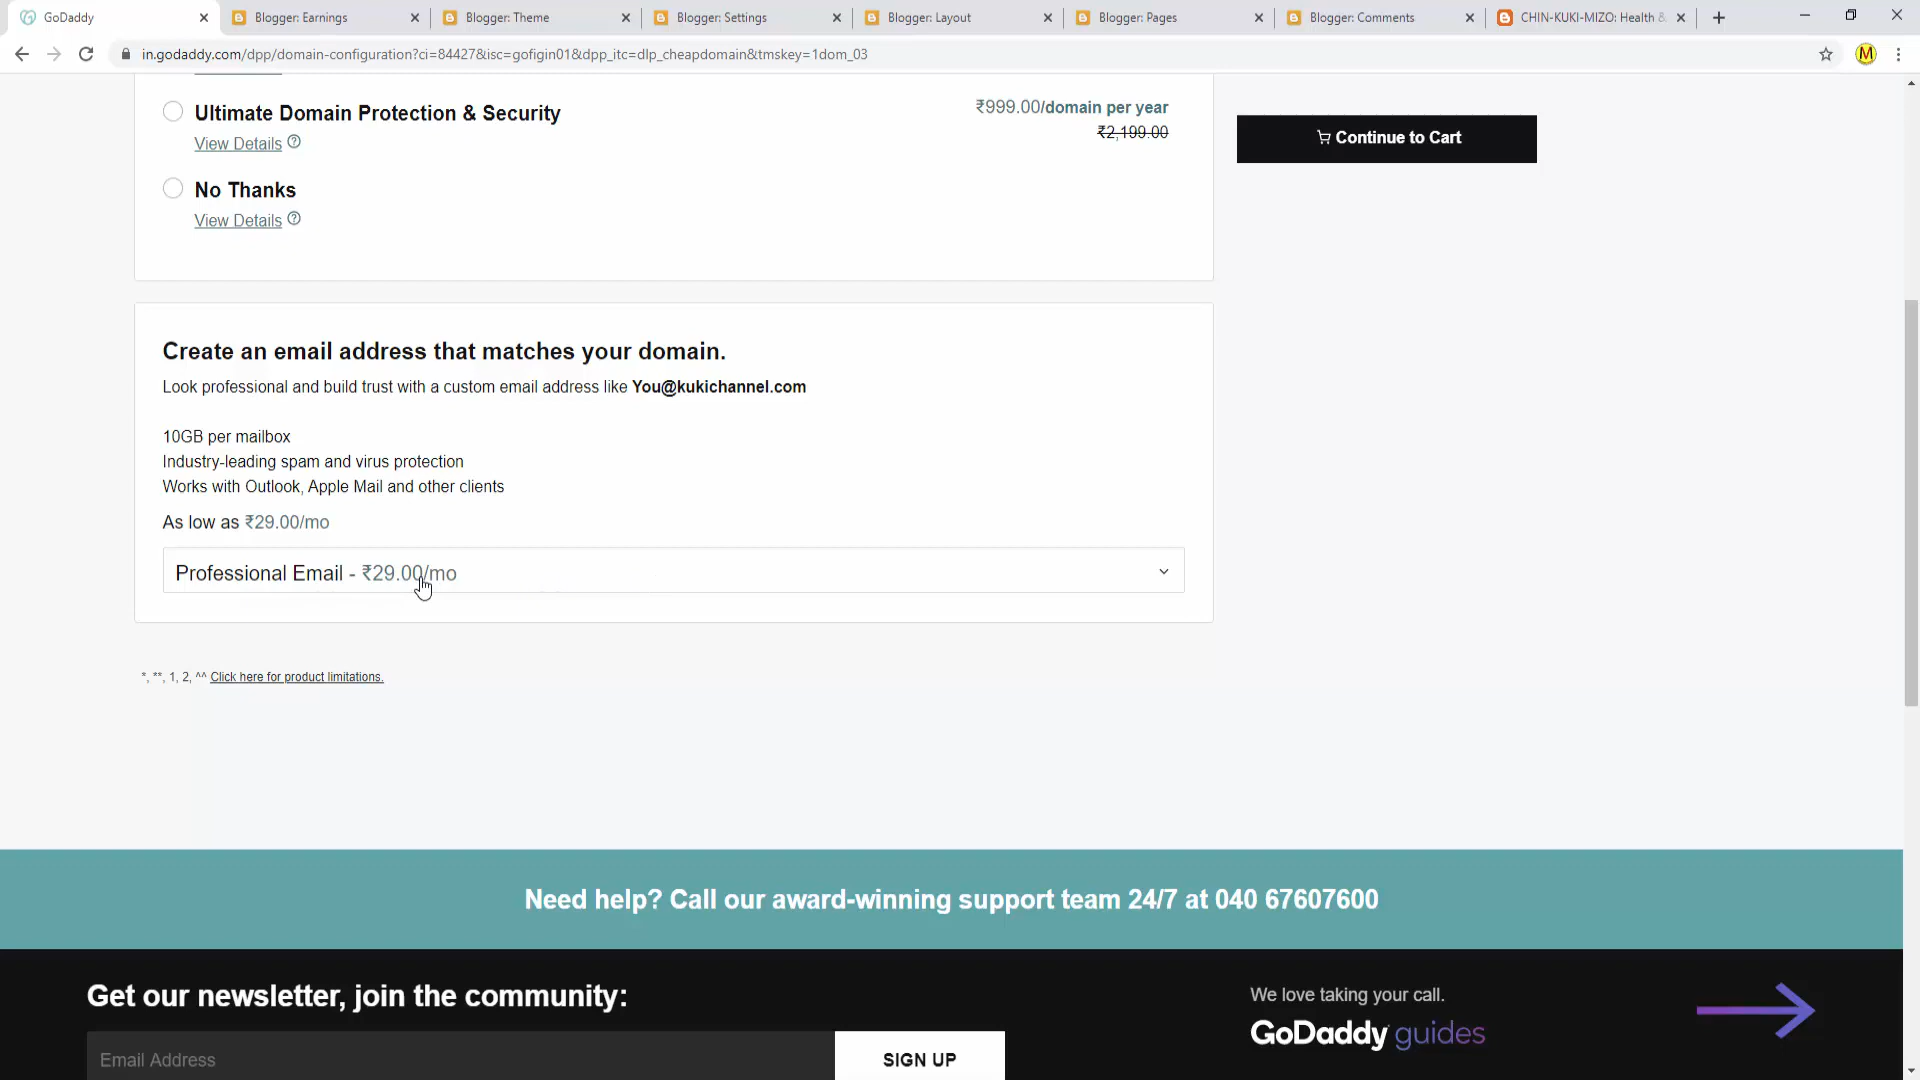 GoDaddy
Blogger: Earnings
Blogger: Theme
Blogger: Settings
Blogger: Layout
Blogger: Pages
Blogger: Comments
CHIN-KUKI-MIZO: Health &
in.godaddy.com/dpp/domain-configuration?ci=84427&isc=gofigin01&dpp_itc=dlp_cheapdomain&tmskey=1dom_03
M
Ultimate Domain Protection & Security
₹999.00/domain per year
View Details
₹2,199.00
Continue to Cart
No Thanks
View Details
Create an email address that matches your domain.
Look professional and build trust with a custom email address like You@kukichannel.com
10GB per mailbox
Industry-leading spam and virus protection
Works with Outlook, Apple Mail and other clients
As low as ₹29.00/mo
Professional Email - ₹29.00/mo
*, **, 1, 2, ^^ Click here for product limitations.
Need help? Call our award-winning support team 24/7 at 040 67607600
Get our newsletter, join the community:
Email Address
SIGN UP
We love taking your call.
GoDaddy guides